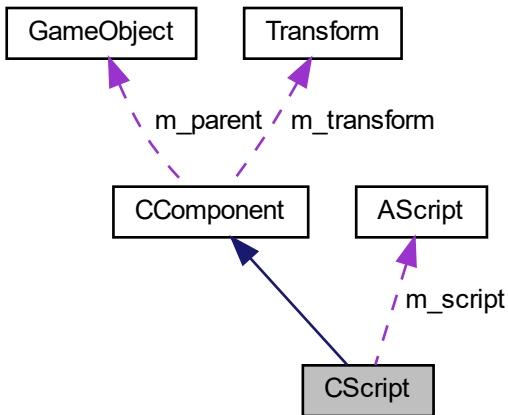 GameObject
Transform
m_parent
m_transform
CComponent
AScript
m_script
CScript